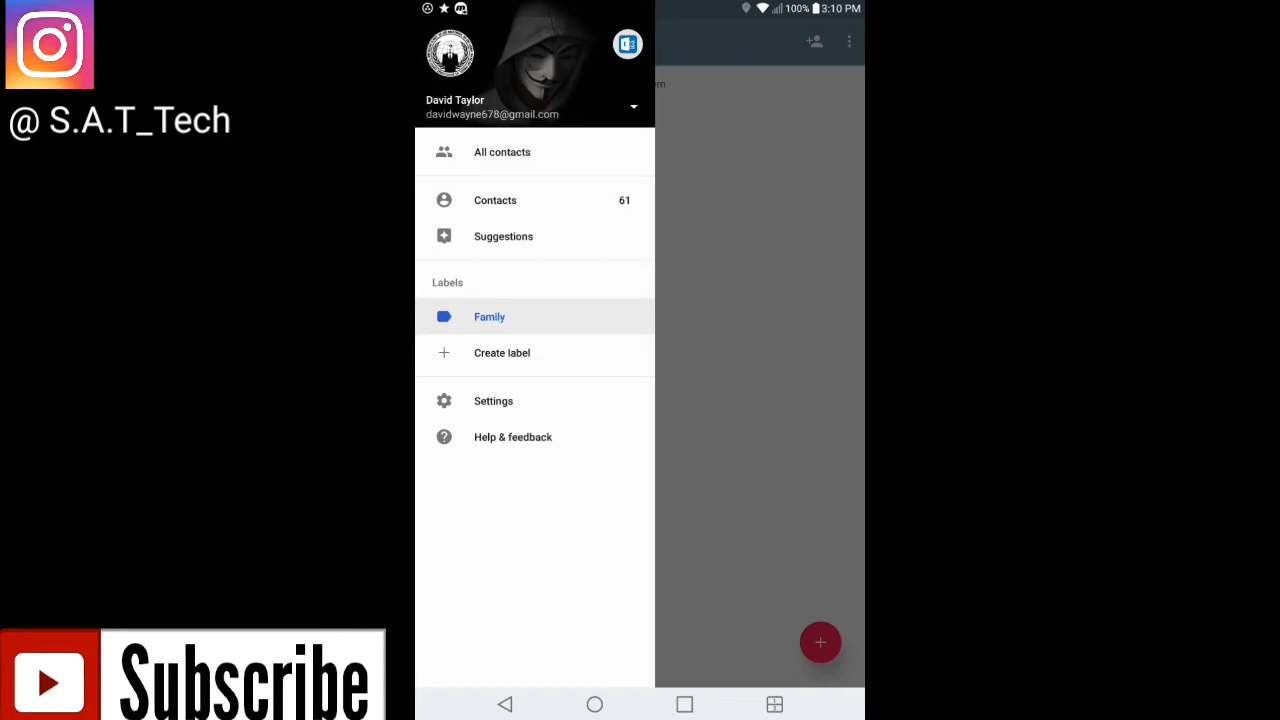 @ S.A.T_Tech
100% 3:10 PM
David Taylor
davidwayne678@gmail.com
All contacts
Contacts 61
Suggestions
Labels
Family
Create label
Settings
Help & feedback
Subscribe